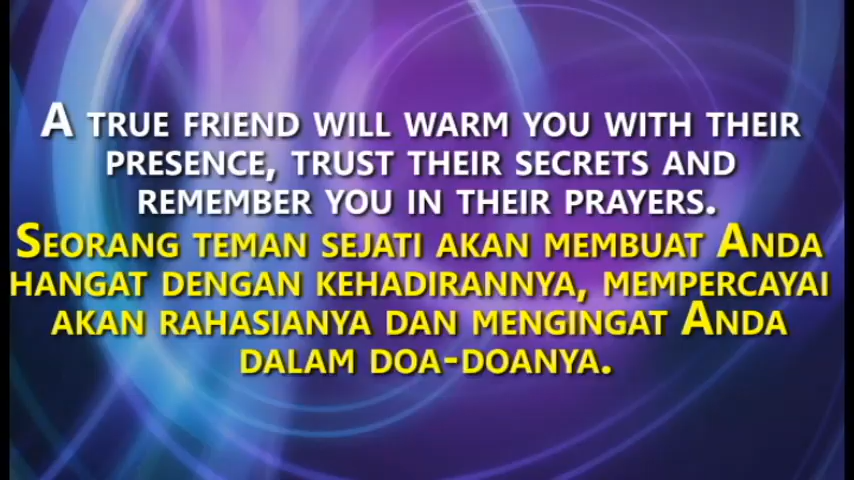 A TRUE FRIEND WILL WARM YOU WITH THEIR
PRESENCE, TRUST THEIR SECRETS AND
REMEMBER YOU IN THEIR PRAYERS.
SEORANG TEMAN SEJATI AKAN MEMBUAT ANDA
HANGAT DENGAN KEHADIRANNYA, MEMPERCAYAI
AKAN RAHASIANYA DAN MENGINGAT ANDA
DALAM DOA-DOANYA.